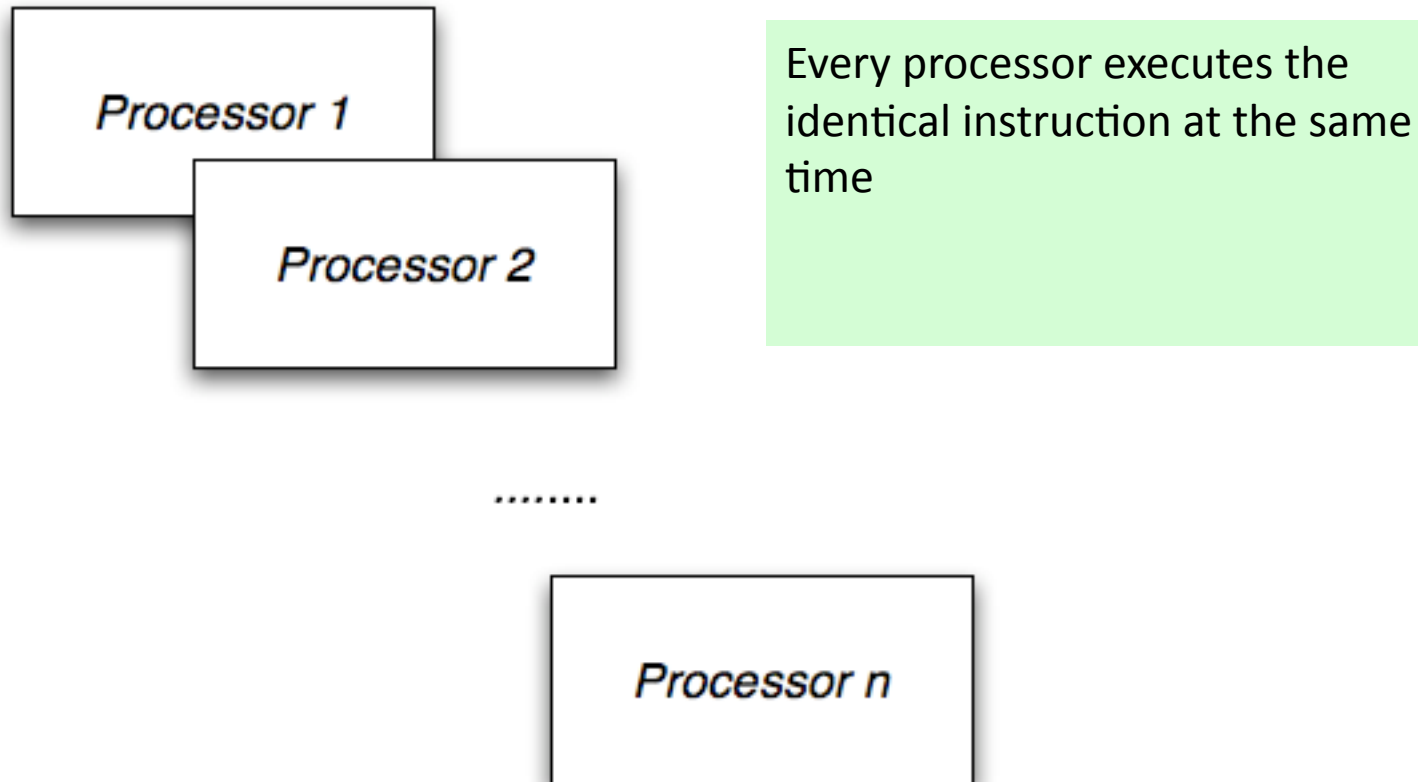 Processor 1
Every processor executes the
identical instruction at the same
time
Processor 2
........
Processor n